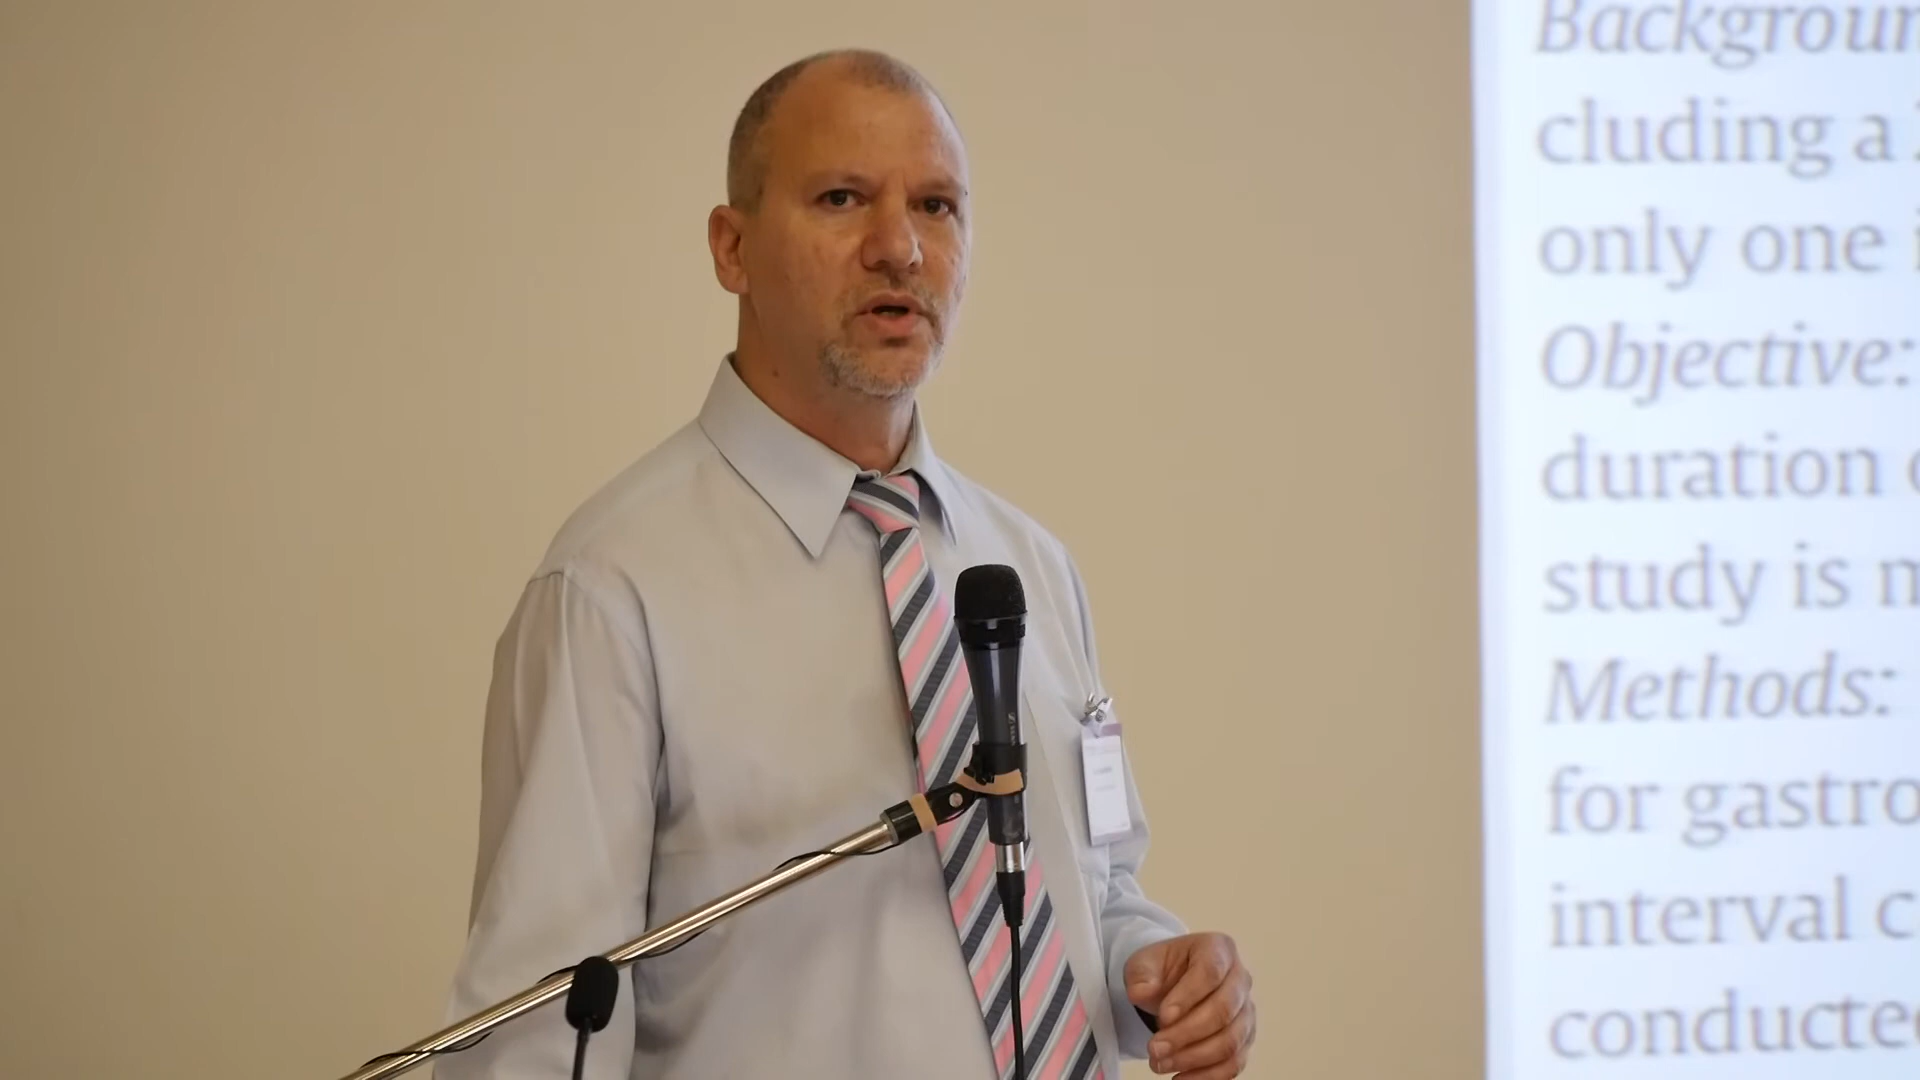 Backgroun
cluding a
only one i
Objective:
duration
study is m
Methods:
for gastro
interval c
conducted